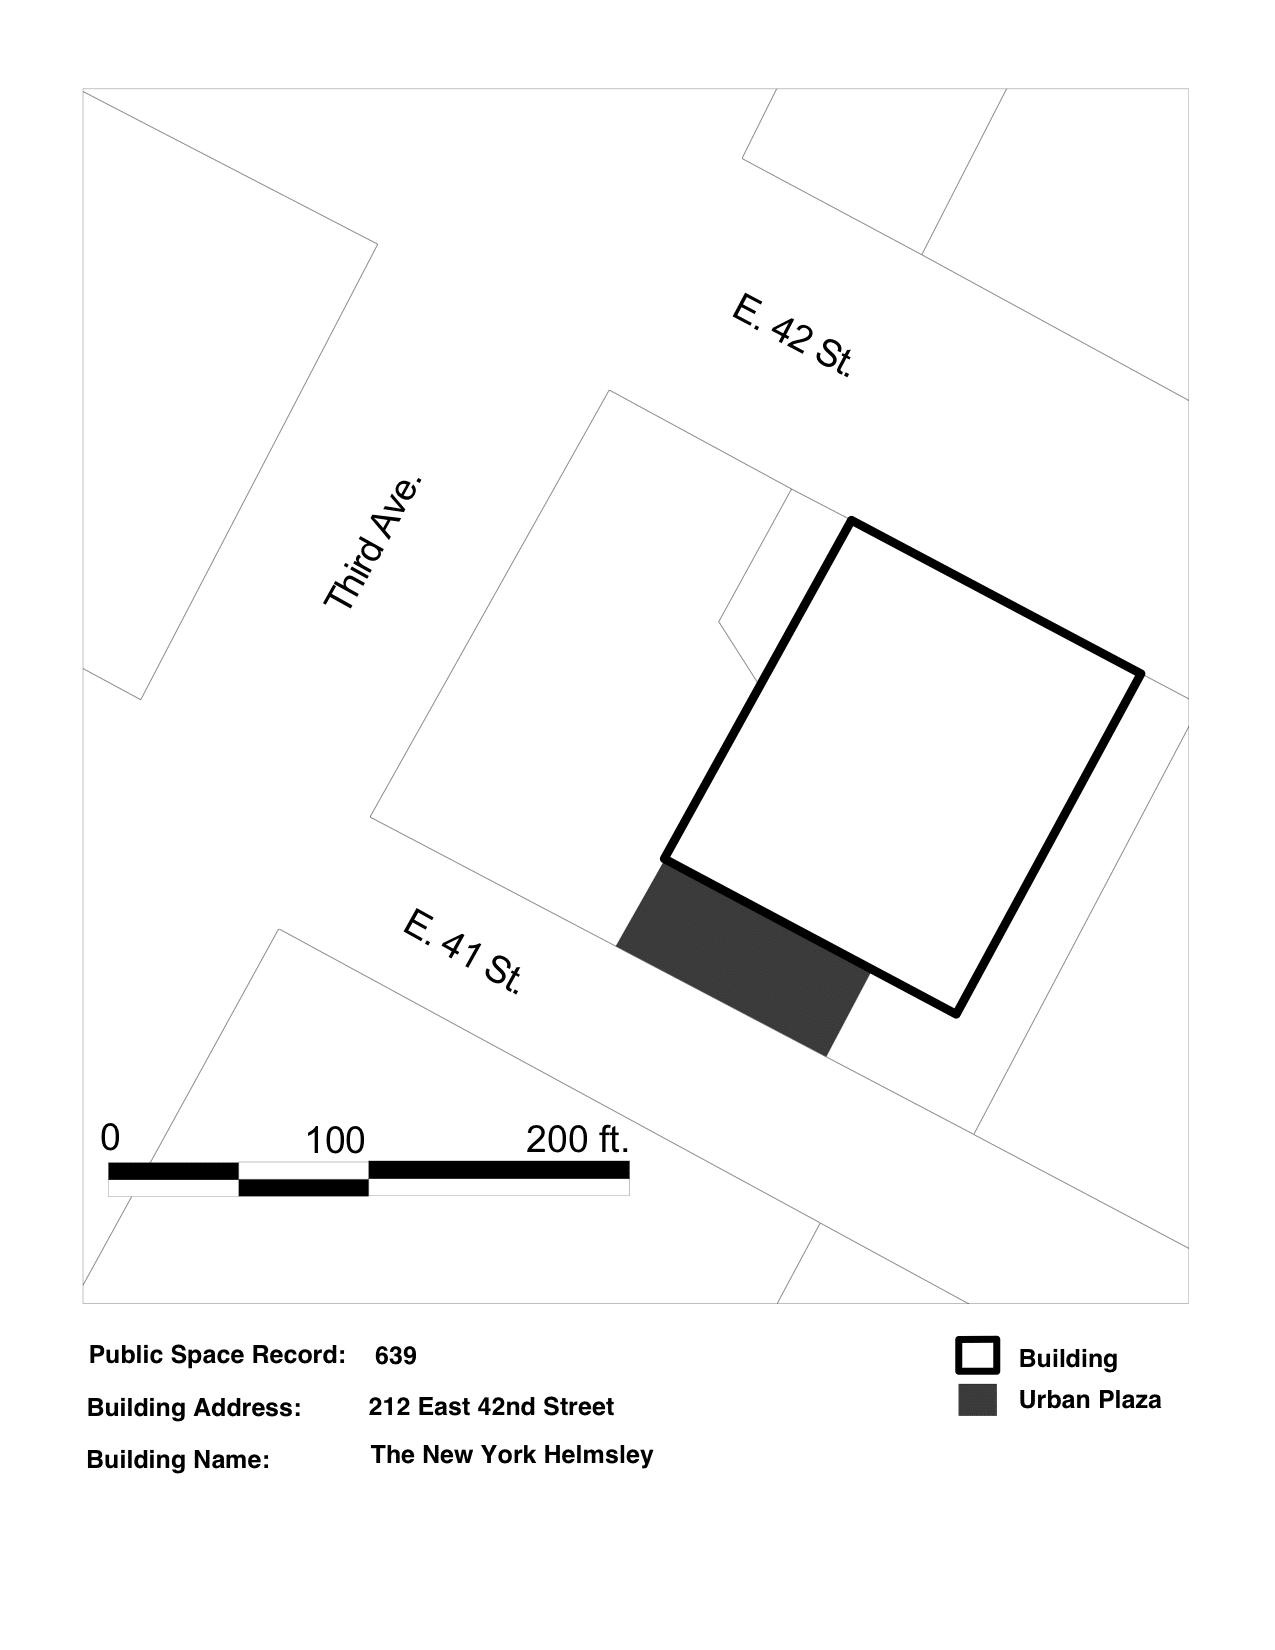 E. 42 St.
Third Ave.
E. 41 St.
0 100 200 ft.
Public Space Record: 639
Building Address: 212 East 42nd Street
Building Name: The New York Helmsley
Building
Urban Plaza